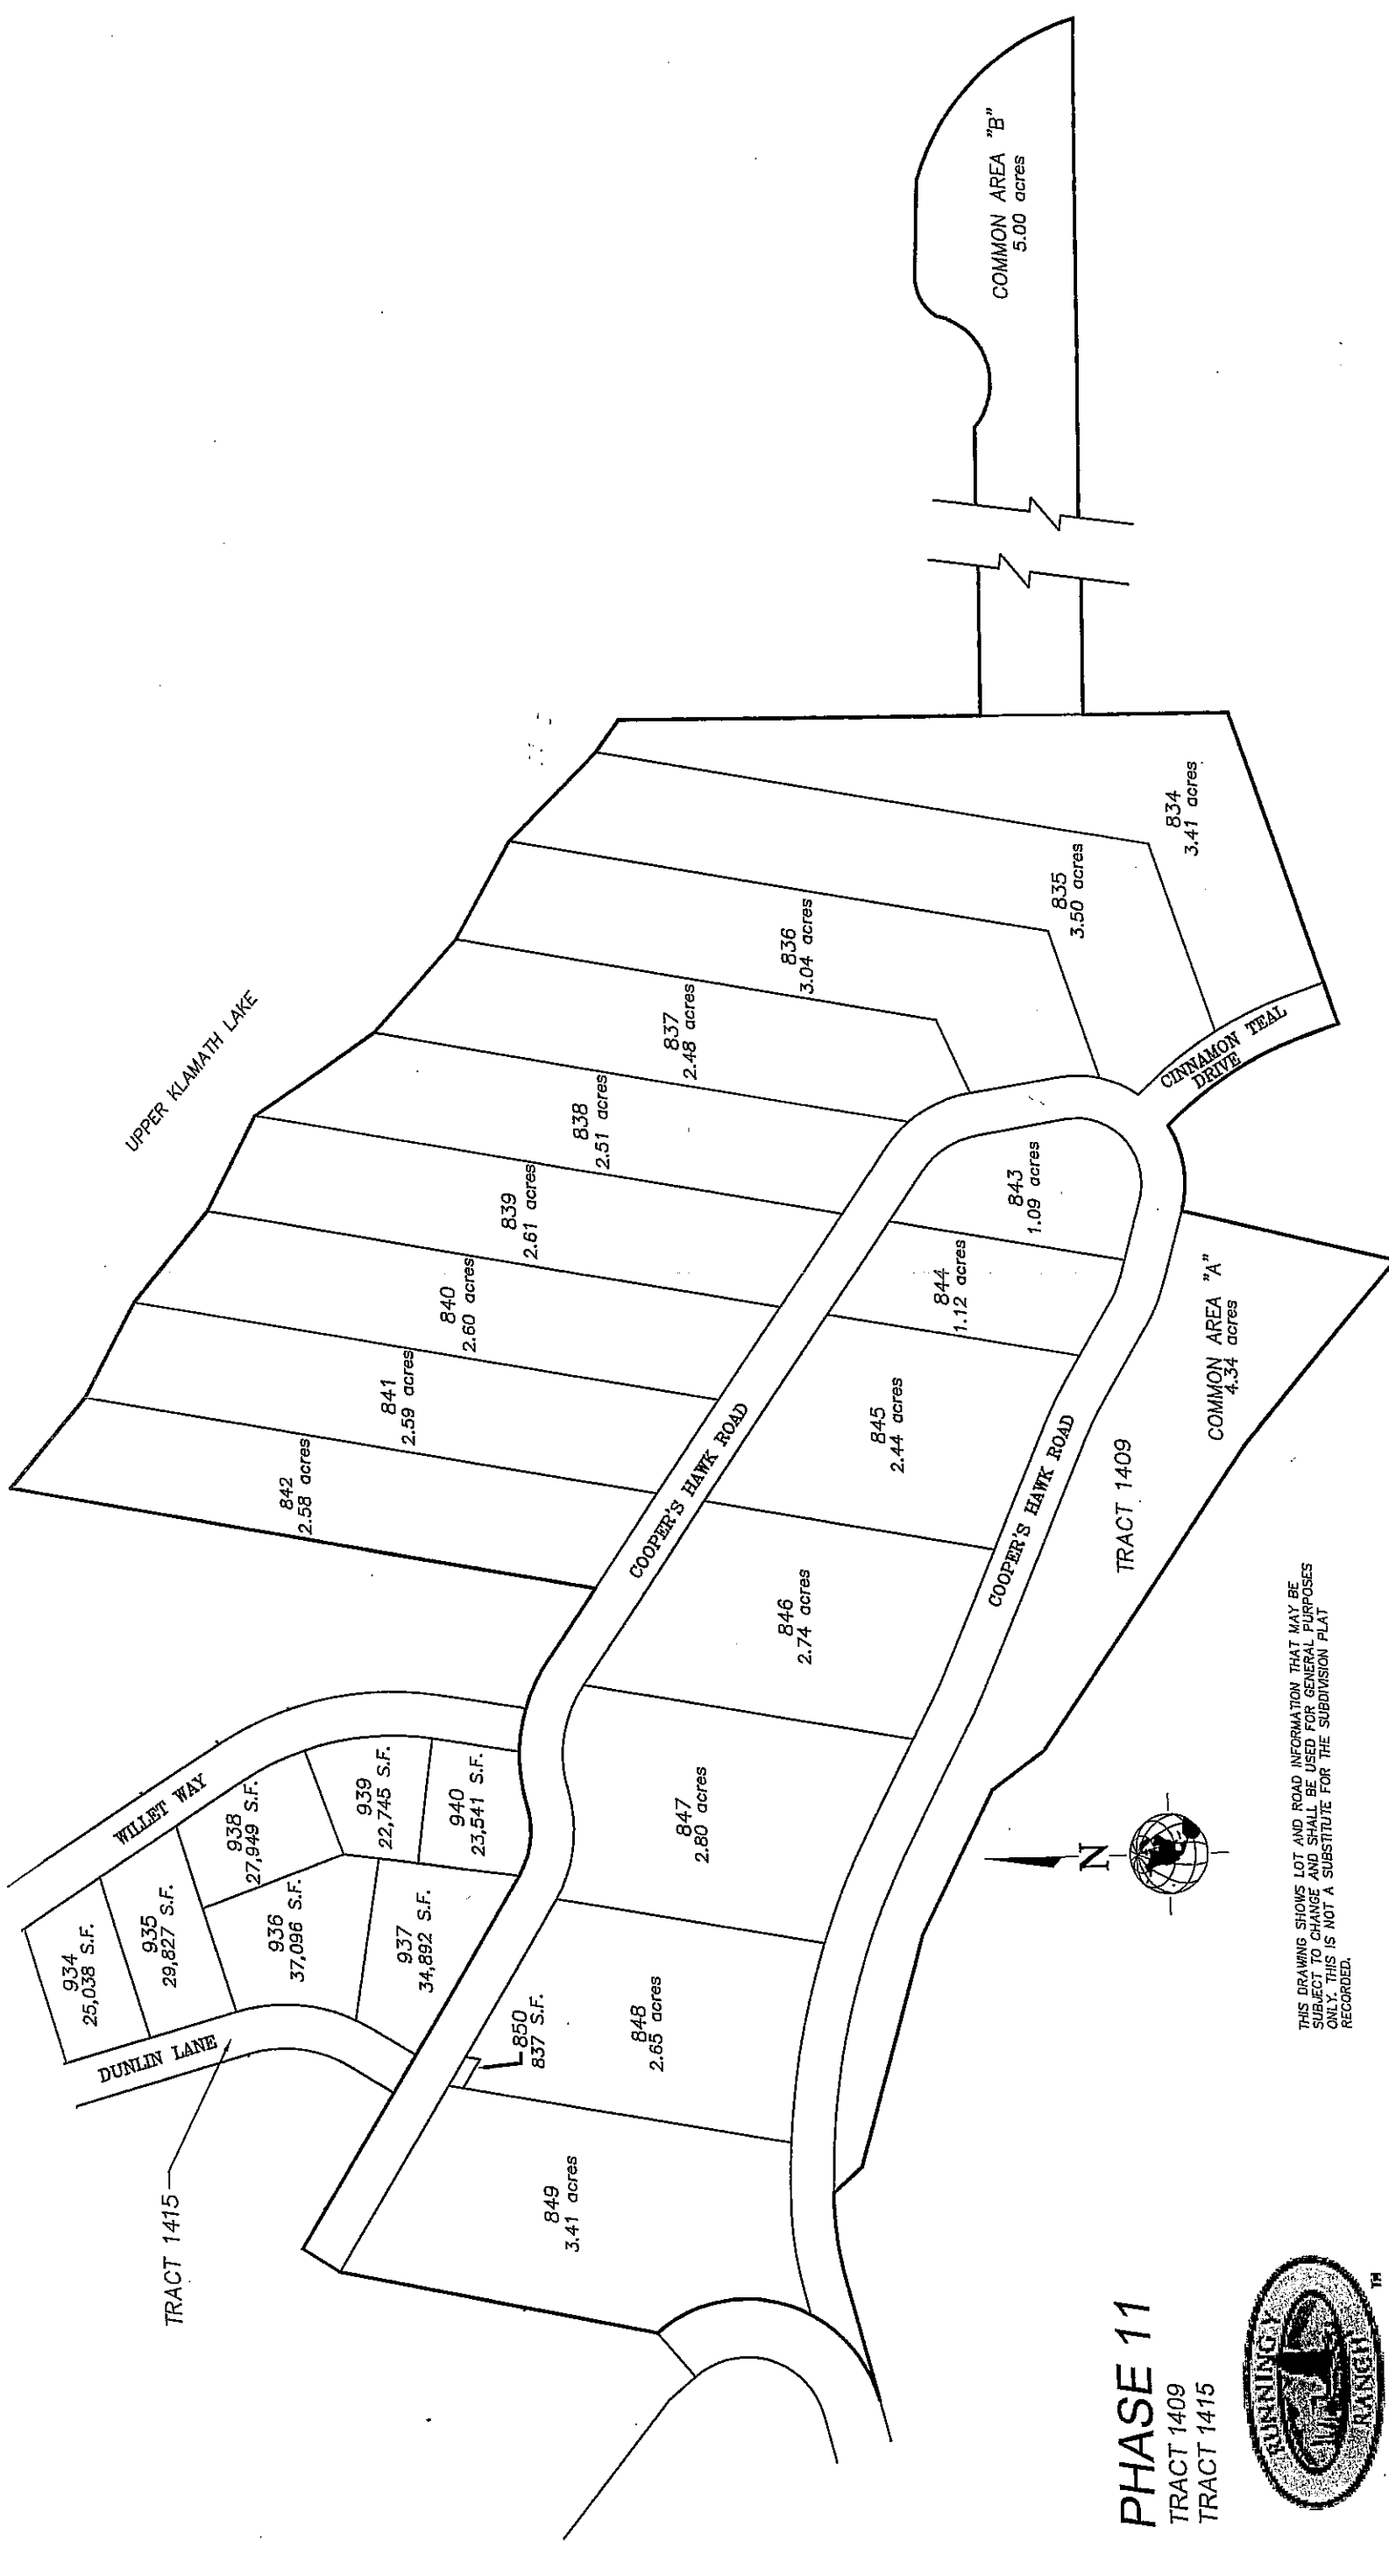 TRACT 1415
DUNLIN LANE
934
25,038 S.F.
935
29,827 S.F.
936
37,096 S.F.
937
34,892 S.F.
WILLET WAY
938
27,949 S.F.
939
22,745 S.F.
940
23,541 S.F.
UPPER KLAMATH LAKE
842
2.58 acres
841
2.59 acres
840
2.60 acres
839
2.61 acres
838
2.51 acres
837
2.48 acres
836
3.04 acres
835
3.50 acres
834
3.41 acres
COMMON AREA "B"
5.00 acres
849
3.41 acres
850
837 S.F.
848
2.65 acres
847
2.80 acres
846
2.74 acres
COOPER'S HAWK ROAD
845
2.44 acres
844
1.12 acres
843
1.09 acres
COOPER'S HAWK ROAD
CINNAMON TEAL
DRIVE
TRACT 1409
COMMON AREA "A"
4.34 acres
N
PHASE 11
TRACT 1409
TRACT 1415
RUNNING Y
RANCH
TM
THIS DRAWING SHOWS LOT AND ROAD INFORMATION THAT MAY BE
SUBJECT TO CHANGE AND SHALL BE USED FOR GENERAL PURPOSES
ONLY. THIS IS NOT A SUBSTITUTE FOR THE SUBDIVISION PLAT
RECORDED.